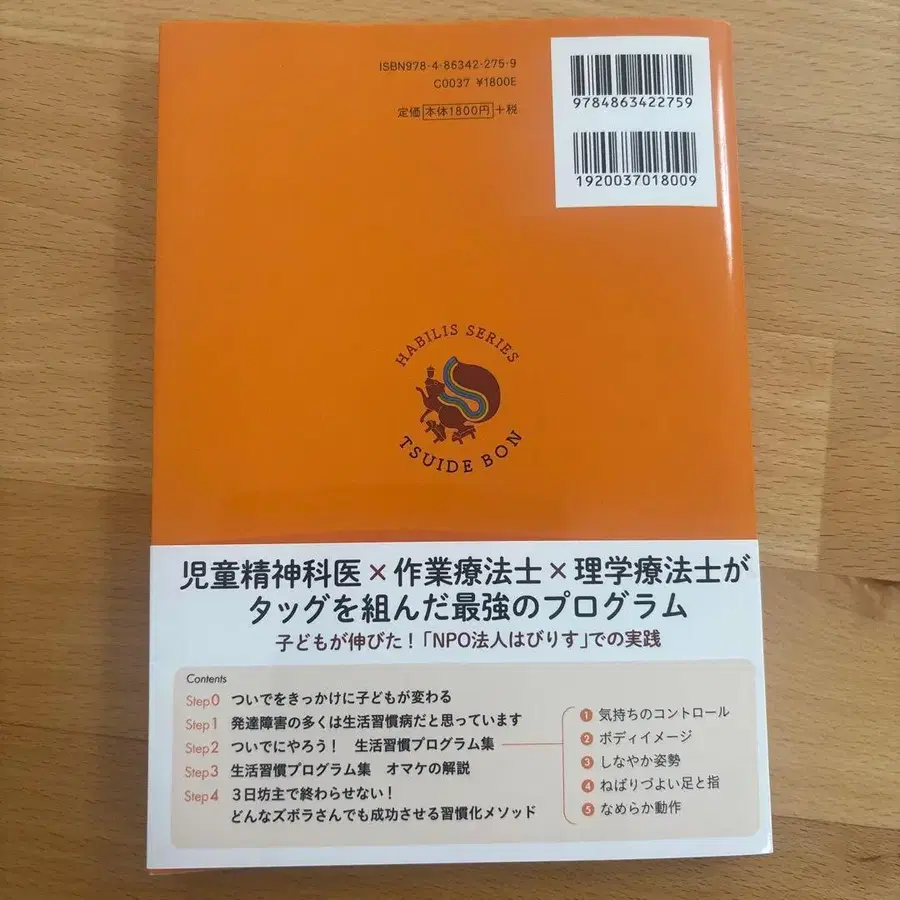 ISBN978-4-86342-275-9
C0037 ¥1800E
定価 本体1800円 +税
9784863422759
1920037018009
HABILIS SERIES
TSUIDE BON
児童精神科医×作業療法士×理学療法士が
タッグを組んだ最強のプログラム
子どもが伸びた!「NPO法人はびりす」での実践
Contents
Step0 ついでをきっかけに子どもが変わる
Step1 発達障害の多くは生活習慣病だと思っています
Step2 ついでにやろう! 生活習慣プログラム集
Step3 生活習慣プログラム集 オマケの解説
Step4 3日坊主で終わらせない!
どんなズボラさんでも成功させる習慣化メソッド
1 気持ちのコントロール
2 ボディイメージ
3 しなやか姿勢
4 ねばりづよい足と指
5 なめらか動作